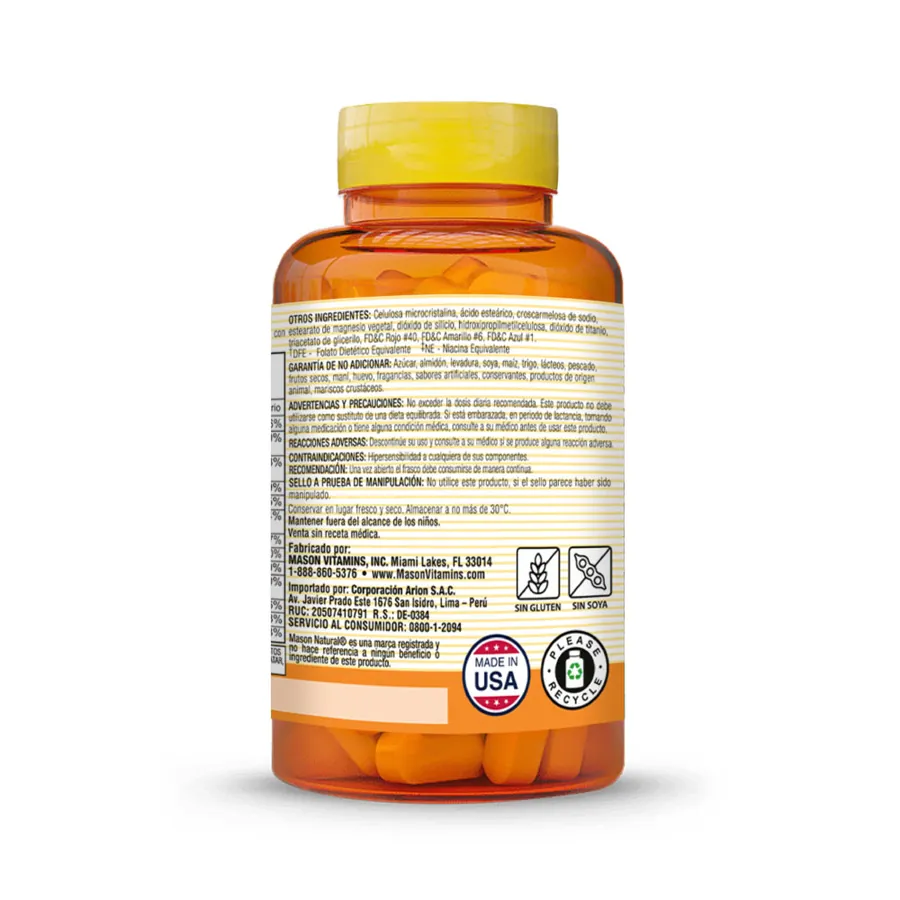 OTROS INGREDIENTES: Celulosa microcristalina, ácido esteárico, croscarmelosa de sodio,
con estearato de magnesio vegetal, dióxido de silicio, hidroxipropilmetilcelulosa, dióxido de titanio,
triacetato de glicerilo, FD&C Rojo #40, FD&C Amarillo #6, FD&C Azul #1.
†DFE - Folato Dietético Equivalente ‡NE - Niacina Equivalente
GARANTÍA DE NO ADICIONAR: Azúcar, almidón, levadura, soya, maíz, trigo, lácteos, pescado,
frutos secos, maní, huevo, fragancias, sabores artificiales, conservantes, productos de origen
animal, mariscos crustáceos.
ADVERTENCIAS Y PRECAUCIONES: No exceder la dosis diaria recomendada. Este producto no debe
utilizarse como sustituto de una dieta equilibrada. Si está embarazada, en periodo de lactancia, tomando
alguna medicación o tiene alguna condición médica, consulte a su médico antes de usar este producto.
REACCIONES ADVERSAS: Descontinúe su uso y consulte a su médico si se produce alguna reacción adversa.
CONTRAINDICACIONES: Hipersensibilidad a cualquiera de sus componentes.
RECOMENDACIÓN: Una vez abierto el frasco debe consumirse de manera continua.
SELLO A PRUEBA DE MANIPULACIÓN: No utilice este producto, si el sello parece haber sido
manipulado.
Conservar en lugar fresco y seco. Almacenar a no más de 30°C.
Mantener fuera del alcance de los niños.
Venta sin receta médica.
Fabricado por:
MASON VITAMINS, INC. Miami Lakes, FL 33014
1-888-860-5376 • www.MasonVitamins.com
Importado por: Corporación Arion S.A.C.
Av. Javier Prado Este 1676 San Isidro, Lima – Perú
RUC: 20507410791 R.S.: DE-0384
SERVICIO AL CONSUMIDOR: 0800-1-2094
Mason Natural® es una marca registrada y
no hace referencia a ningún beneficio o
ingrediente de este producto.
SIN GLUTEN
SIN SOYA
MADE IN
USA
PLEASE
RECYCLE